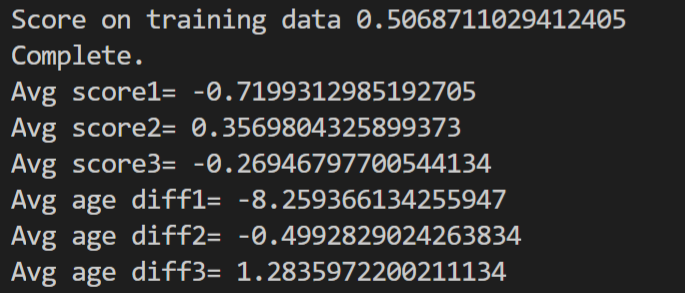 Score on training data 0.5068711029412405
Complete.
Avg score1= -0.7199312985192705
Avg score2= 0.3569804325899373
Avg score3= -0.26946797700544134
Avg age diff1= -8.259366134255947
Avg age diff2= -0.4992829024263834
Avg age diff3= 1.2835972200211134